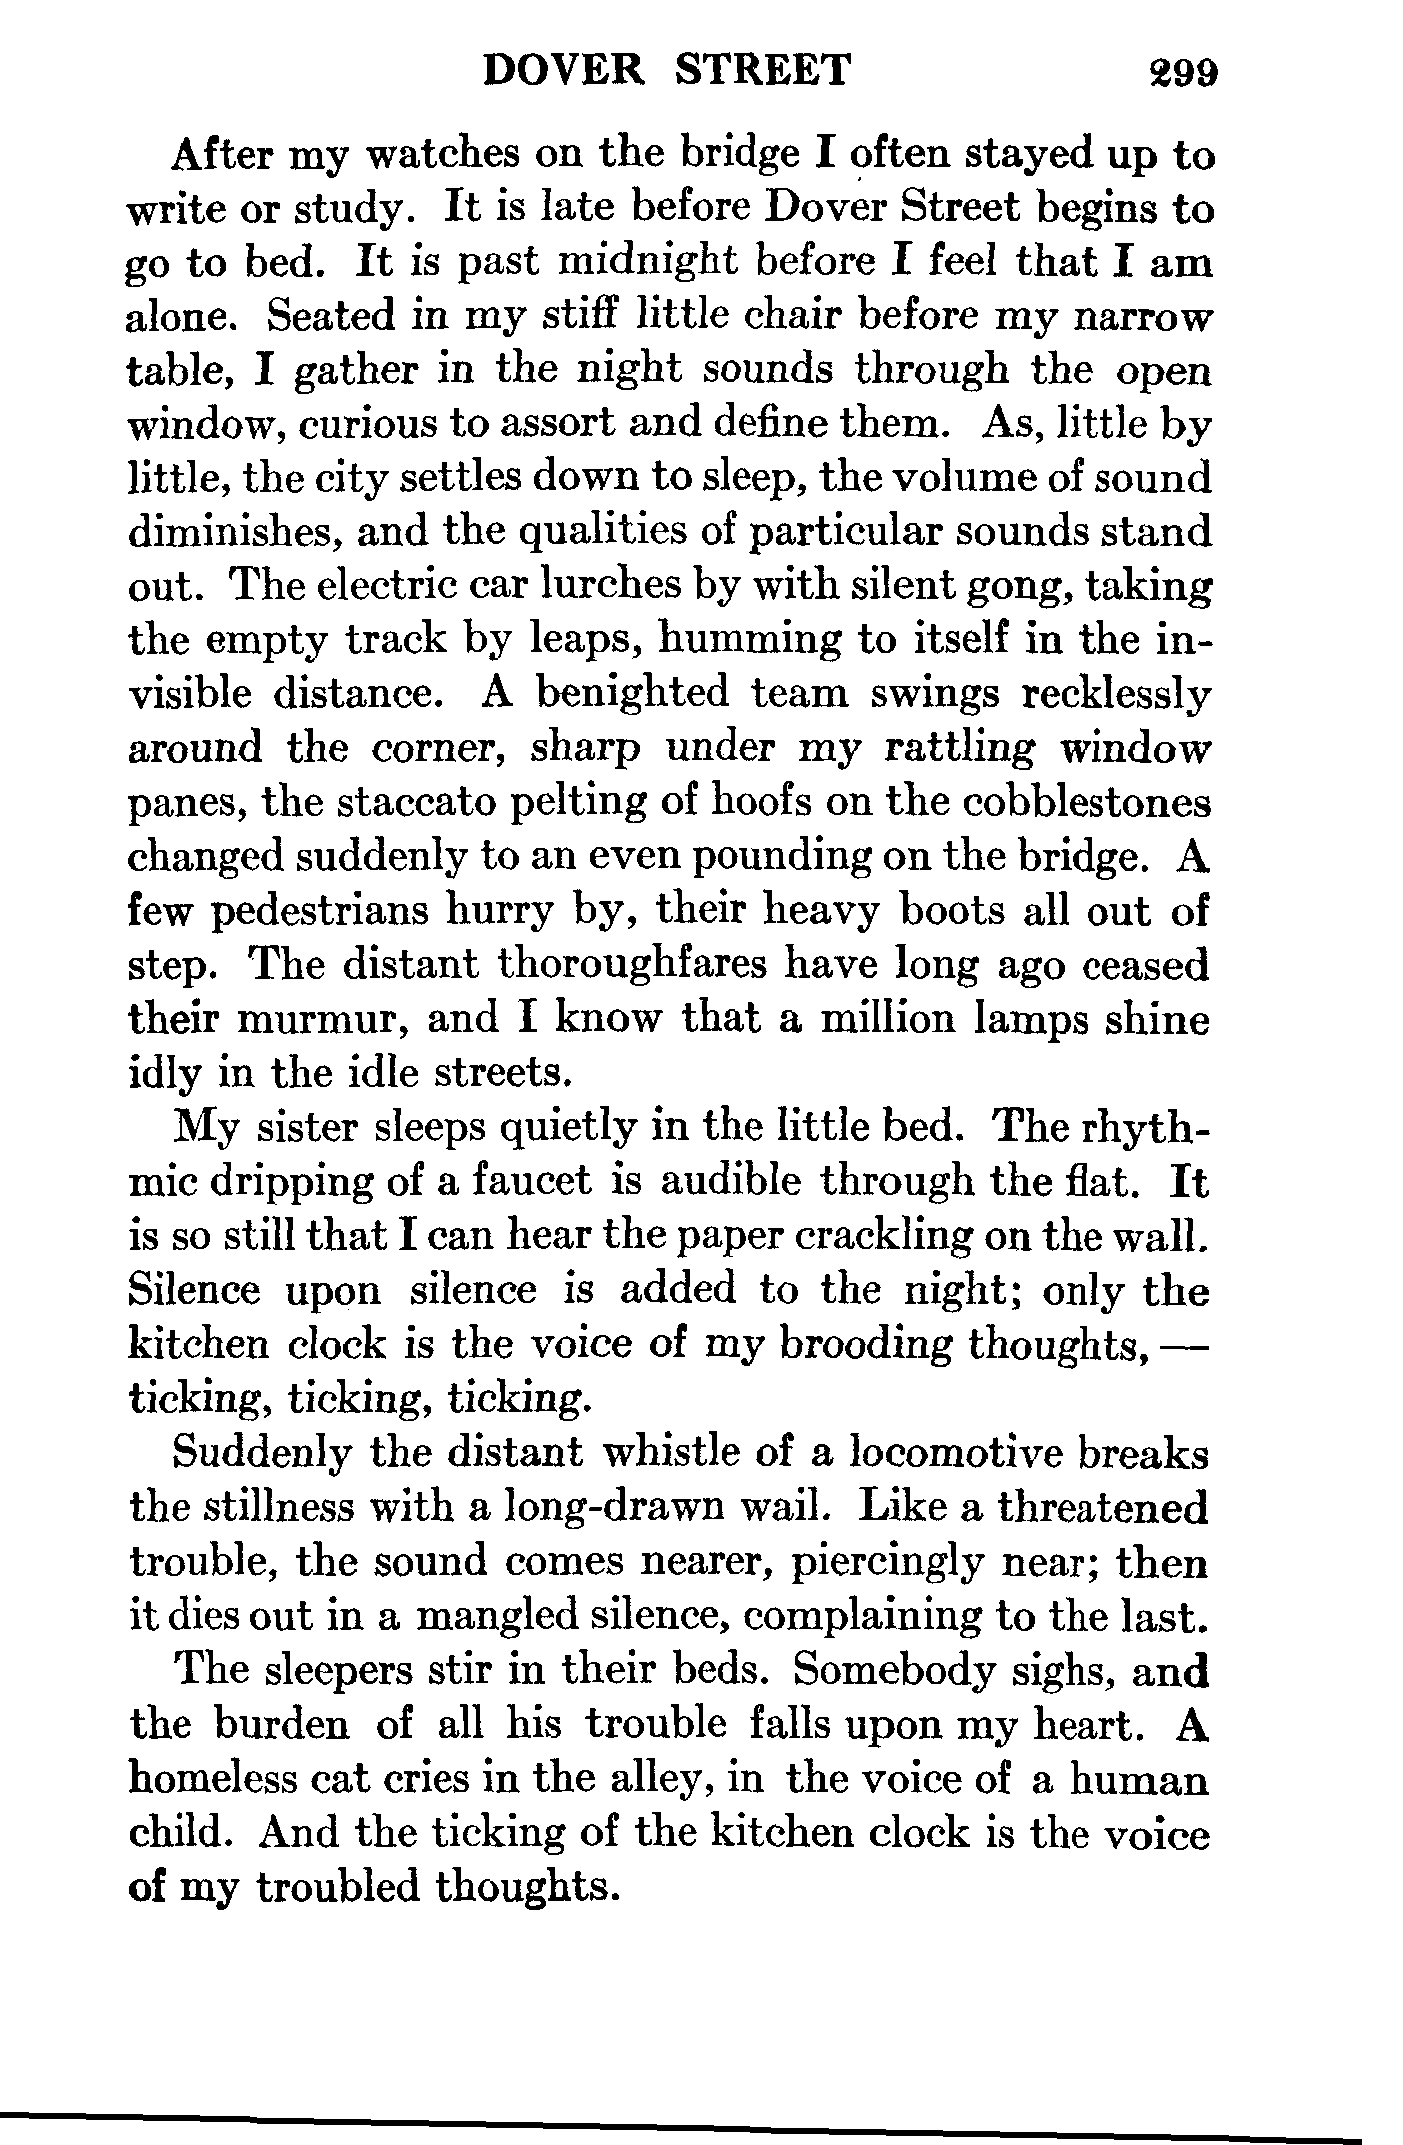 DOVER STREET 299
After my watches on the bridge I often stayed up to
write or study. It is late before Dover Street begins to
go to bed. It is past midnight before I feel that I am
alone. Seated in my stiff little chair before my narrow
table, I gather in the night sounds through the open
window, curious to assort and define them. As, little by
little, the city settles down to sleep, the volume of sound
diminishes, and the qualities of particular sounds stand
out. The electric car lurches by with silent gong, taking
the empty track by leaps, humming to itself in the in-
visible distance. A benighted team swings recklessly
around the corner, sharp under my rattling window
panes, the staccato pelting of hoofs on the cobblestones
changed suddenly to an even pounding on the bridge. A
few pedestrians hurry by, their heavy boots all out of
step. The distant thoroughfares have long ago ceased
their murmur, and I know that a million lamps shine
idly in the idle streets.
My sister sleeps quietly in the little bed. The rhyth-
mic dripping of a faucet is audible through the flat. It
is so still that I can hear the paper crackling on the wall.
Silence upon silence is added to the night; only the
kitchen clock is the voice of my brooding thoughts, —
ticking, ticking, ticking.
Suddenly the distant whistle of a locomotive breaks
the stillness with a long-drawn wail. Like a threatened
trouble, the sound comes nearer, piercingly near; then
it dies out in a mangled silence, complaining to the last.
The sleepers stir in their beds. Somebody sighs, and
the burden of all his trouble falls upon my heart. A
homeless cat cries in the alley, in the voice of a human
child. And the ticking of the kitchen clock is the voice
of my troubled thoughts.